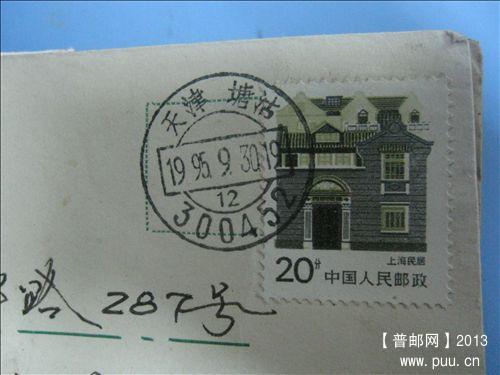 天津 塘沽
1995.9.30.19
12
300452
上海民居
20分
中国人民邮政
路 287号
【普邮网】2013
www.puu.cn